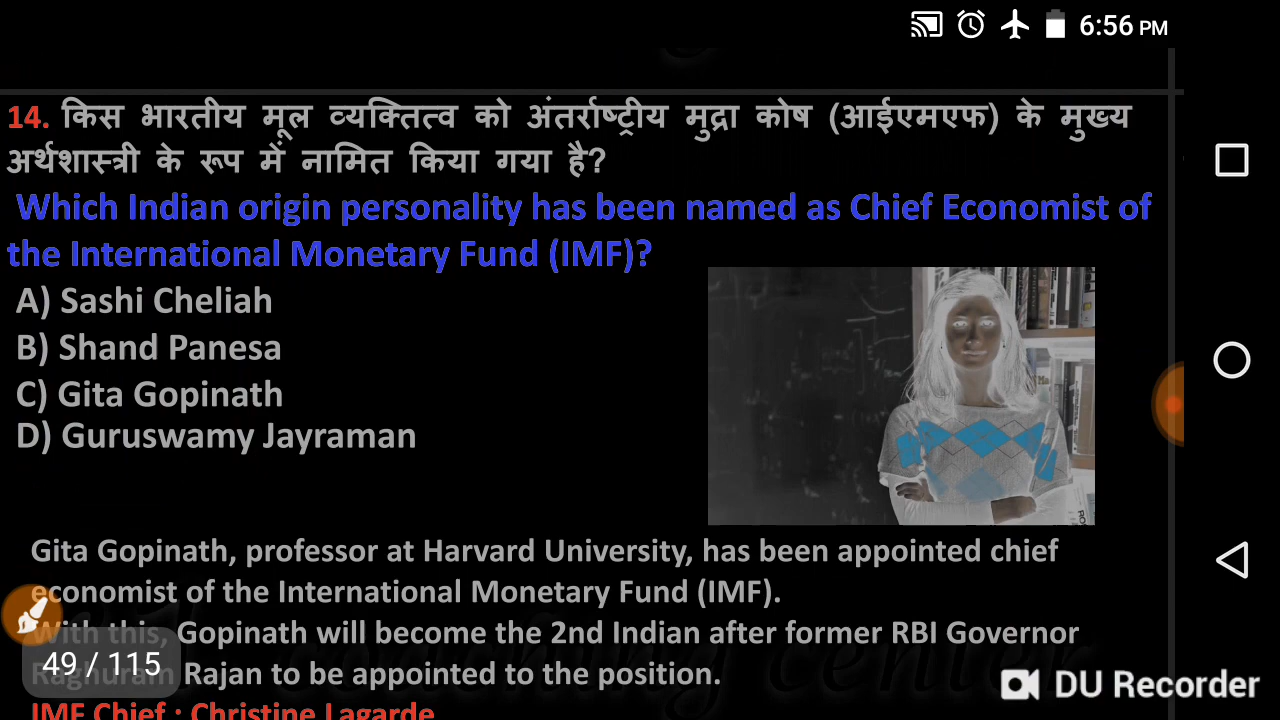 6:56 PM
14. किस भारतीय मूल व्यक्तित्व को अंतर्राष्ट्रीय मुद्रा कोष (आईएमएफ) के मुख्य
अर्थशास्त्री के रूप में नामित किया गया है?
Which Indian origin personality has been named as Chief Economist of
the International Monetary Fund (IMF)?
A) Sashi Cheliah
B) Shand Panesa
C) Gita Gopinath
D) Guruswamy Jayraman
Gita Gopinath, professor at Harvard University, has been appointed chief
economist of the International Monetary Fund (IMF).
With this, Gopinath will become the 2nd Indian after former RBI Governor
Raghuram Rajan to be appointed to the position.
49 / 115
IMF Chief : Christine Lagarde
coaching center
DU Recorder